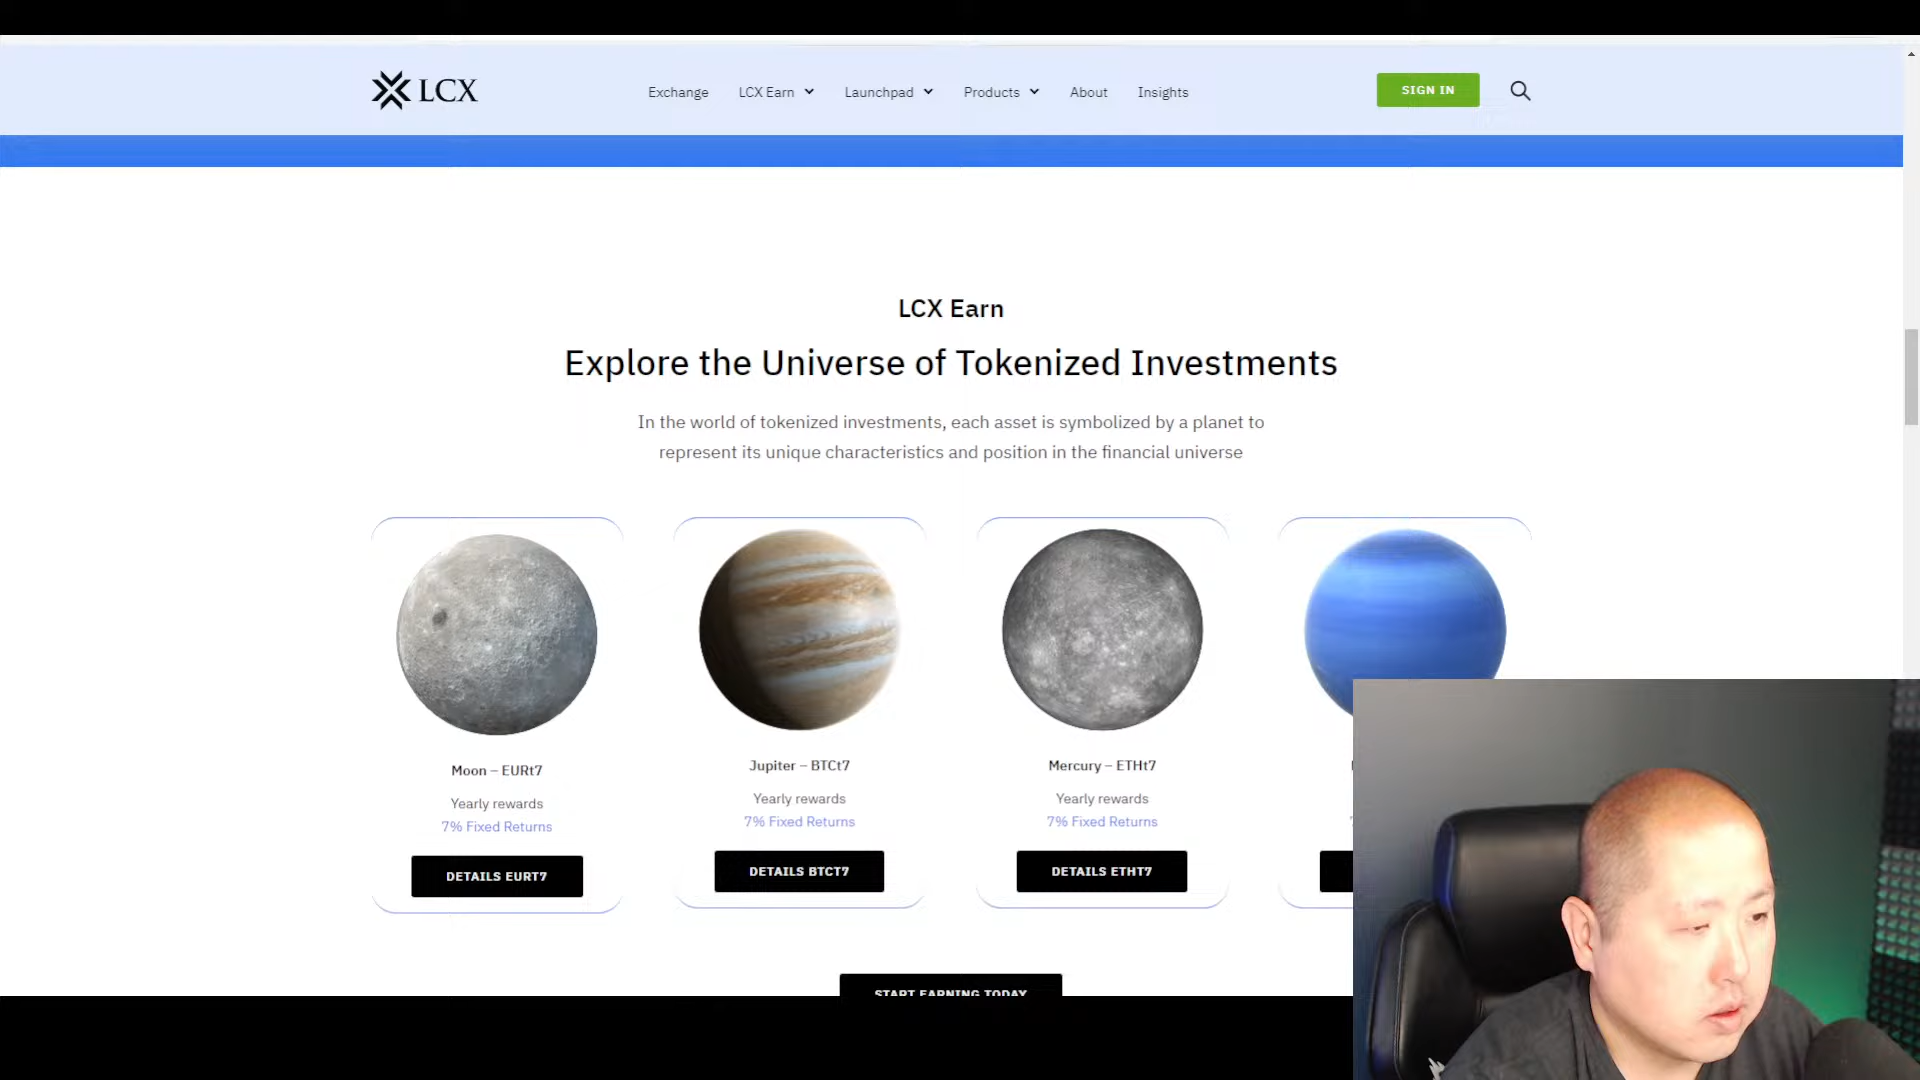 LCX
Exchange
LCX Earn
Launchpad
Products
About
Insights
SIGN IN
LCX Earn
Explore the Universe of Tokenized Investments
In the world of tokenized investments, each asset is symbolized by a planet to
represent its unique characteristics and position in the financial universe
Moon – EURt7
Yearly rewards
7% Fixed Returns
DETAILS EURT7
Jupiter – BTCt7
Yearly rewards
7% Fixed Returns
DETAILS BTCT7
Mercury – ETHt7
Yearly rewards
7% Fixed Returns
DETAILS ETHT7
START EARNING TODAY